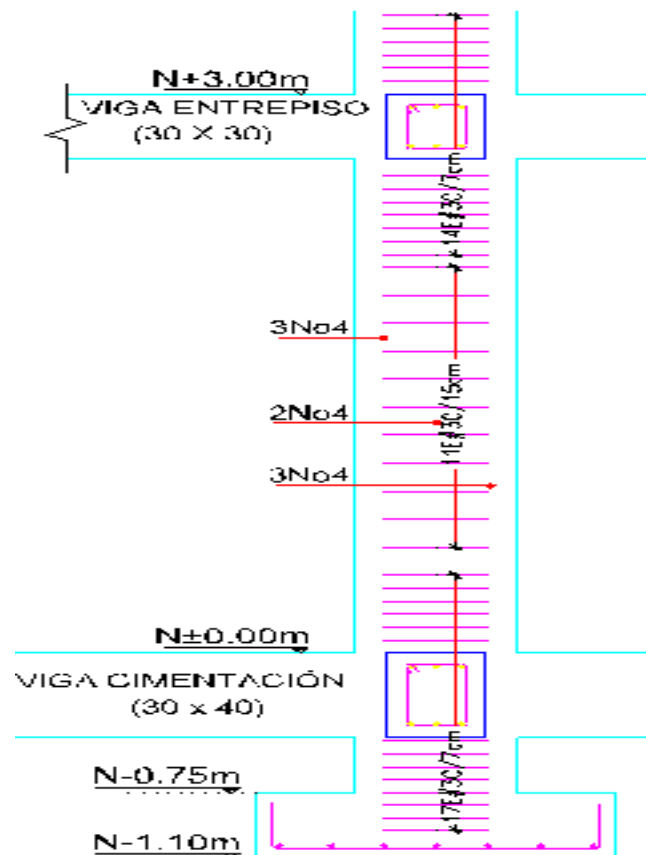 N+3.00m
VIGA ENTREPISO
(30 X 30)
14E#3C/7cm
3No4
11E#3C/15cm
2No4
3No4
N±0.00m
VIGA CIMENTACIÓN
(30 x 40)
17E#3C/7cm
N-0.75m
N-1.10m